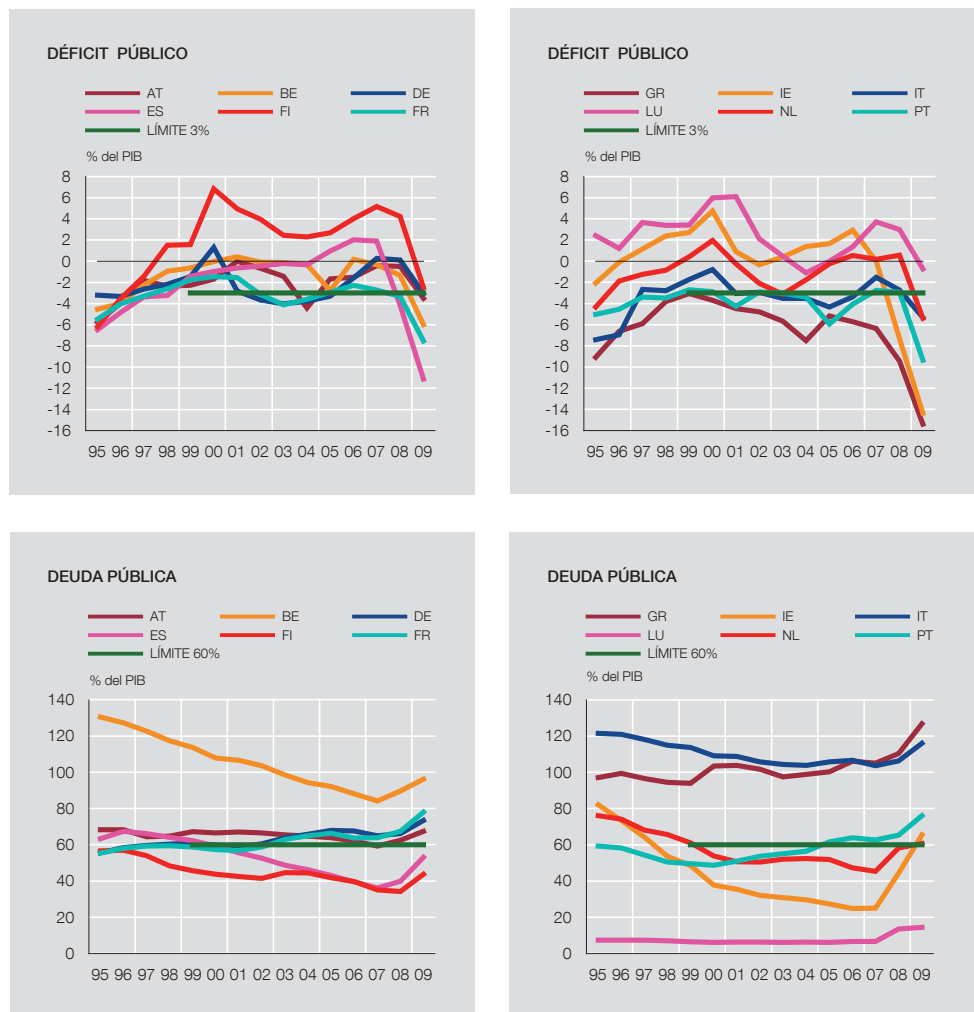 DÉFICIT PÚBLICO
AT BE DE
ES FI FR
LÍMITE 3%
% del PIB
8
6
4
2
0
-2
-4
-6
-8
-10
-12
-14
-16
95 96 97 98 99 00 01 02 03 04 05 06 07 08 09
DÉFICIT PÚBLICO
GR IE IT
LU NL PT
LÍMITE 3%
% del PIB
8
6
4
2
0
-2
-4
-6
-8
-10
-12
-14
-16
95 96 97 98 99 00 01 02 03 04 05 06 07 08 09
DEUDA PÚBLICA
AT BE DE
ES FI FR
LÍMITE 60%
% del PIB
140
120
100
80
60
40
20
0
95 96 97 98 99 00 01 02 03 04 05 06 07 08 09
DEUDA PÚBLICA
GR IE IT
LU NL PT
LÍMITE 60%
% del PIB
140
120
100
80
60
40
20
0
95 96 97 98 99 00 01 02 03 04 05 06 07 08 09